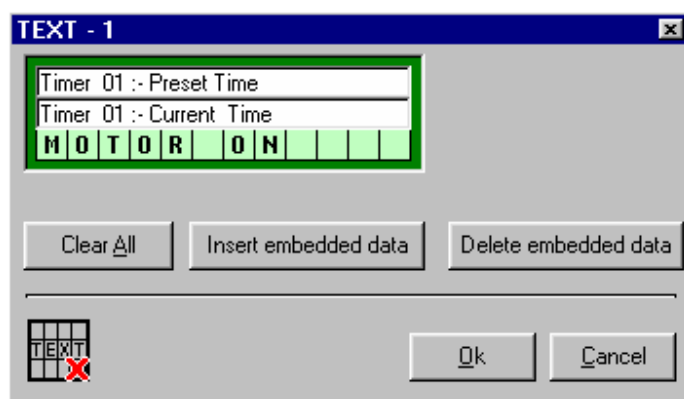 TEXT - 1
Timer 01 :- Preset Time
Timer 01 :- Current Time
MOTOR ON
Clear All Insert embedded data Delete embedded data
TEXT Ok Cancel